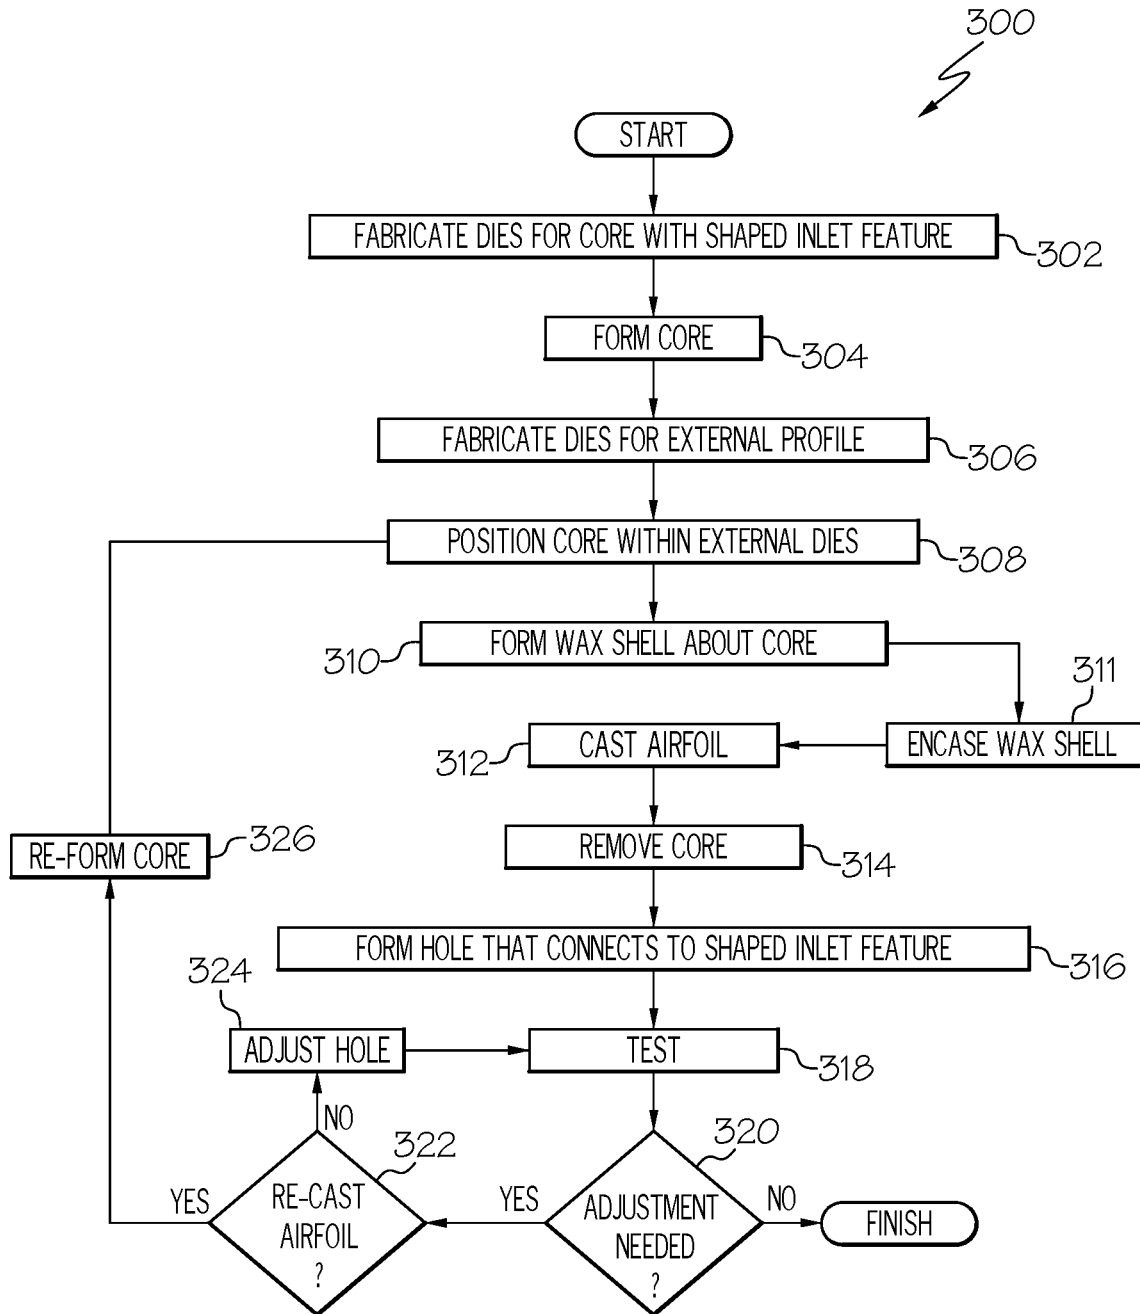 300
START
FABRICATE DIES FOR CORE WITH SHAPED INLET FEATURE
302
FORM CORE
304
FABRICATE DIES FOR EXTERNAL PROFILE
306
POSITION CORE WITHIN EXTERNAL DIES
308
FORM WAX SHELL ABOUT CORE
310
311
ENCASE WAX SHELL
CAST AIRFOIL
312
REMOVE CORE
314
RE-FORM CORE
326
FORM HOLE THAT CONNECTS TO SHAPED INLET FEATURE
316
324
ADJUST HOLE
TEST
318
NO
322
320
YES
RE-CAST
AIRFOIL
?
YES
ADJUSTMENT
NEEDED
?
NO
FINISH